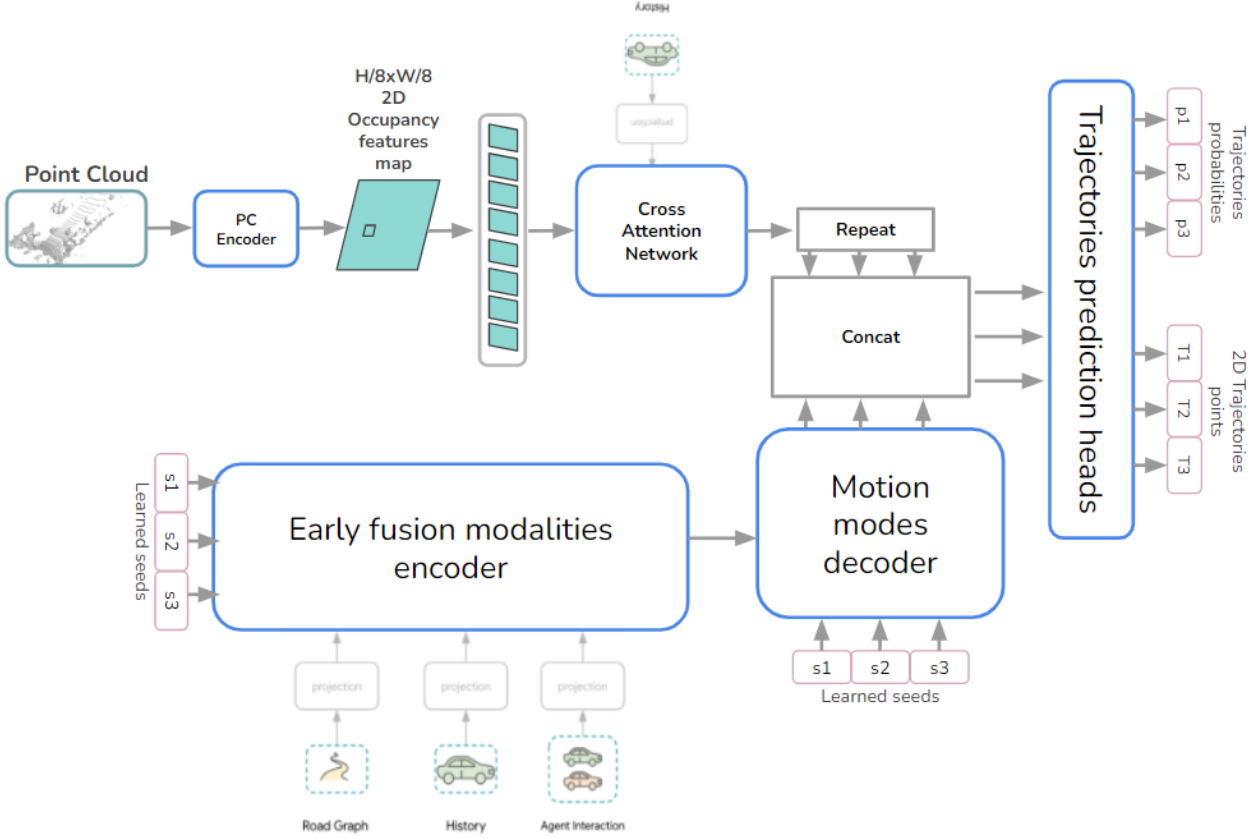 History
projection
H/8xW/8
2D
Occupancy
features
map
Point Cloud
PC
Encoder
Cross
Attention
Network
Repeat
Concat
Trajectories prediction heads
p1
p2
p3
Trajectories
probabilities
T1
T2
T3
2D Trajectories
points
Learned seeds
s1
s2
s3
Early fusion modalities
encoder
Motion
modes
decoder
s1
s2
s3
Learned seeds
projection
projection
projection
Road Graph
History
Agent Interaction